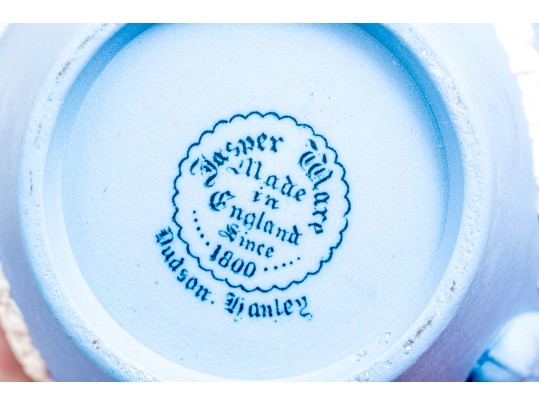 Jasper Ware
Made
in
England
Since
..... 1800 .....
Dudson. Hanley